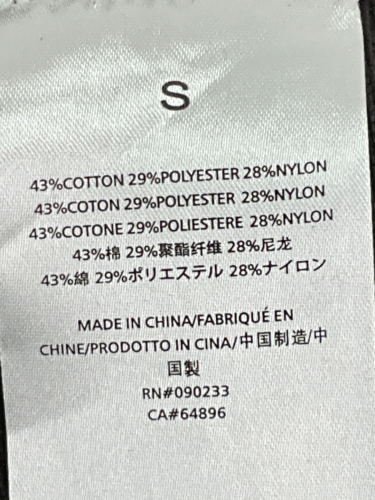 S
43%COTTON 29%POLYESTER 28%NYLON
43%COTON 29%POLYESTER 28%NYLON
43%COTONE 29%POLIESTERE 28%NYLON
43%棉 29%聚酯纤维 28%尼龙
43%綿 29%ポリエステル 28%ナイロン
MADE IN CHINA/FABRIQUÉ EN
CHINE/PRODOTTO IN CINA/中国制造/中
国製
RN#090233
CA#64896